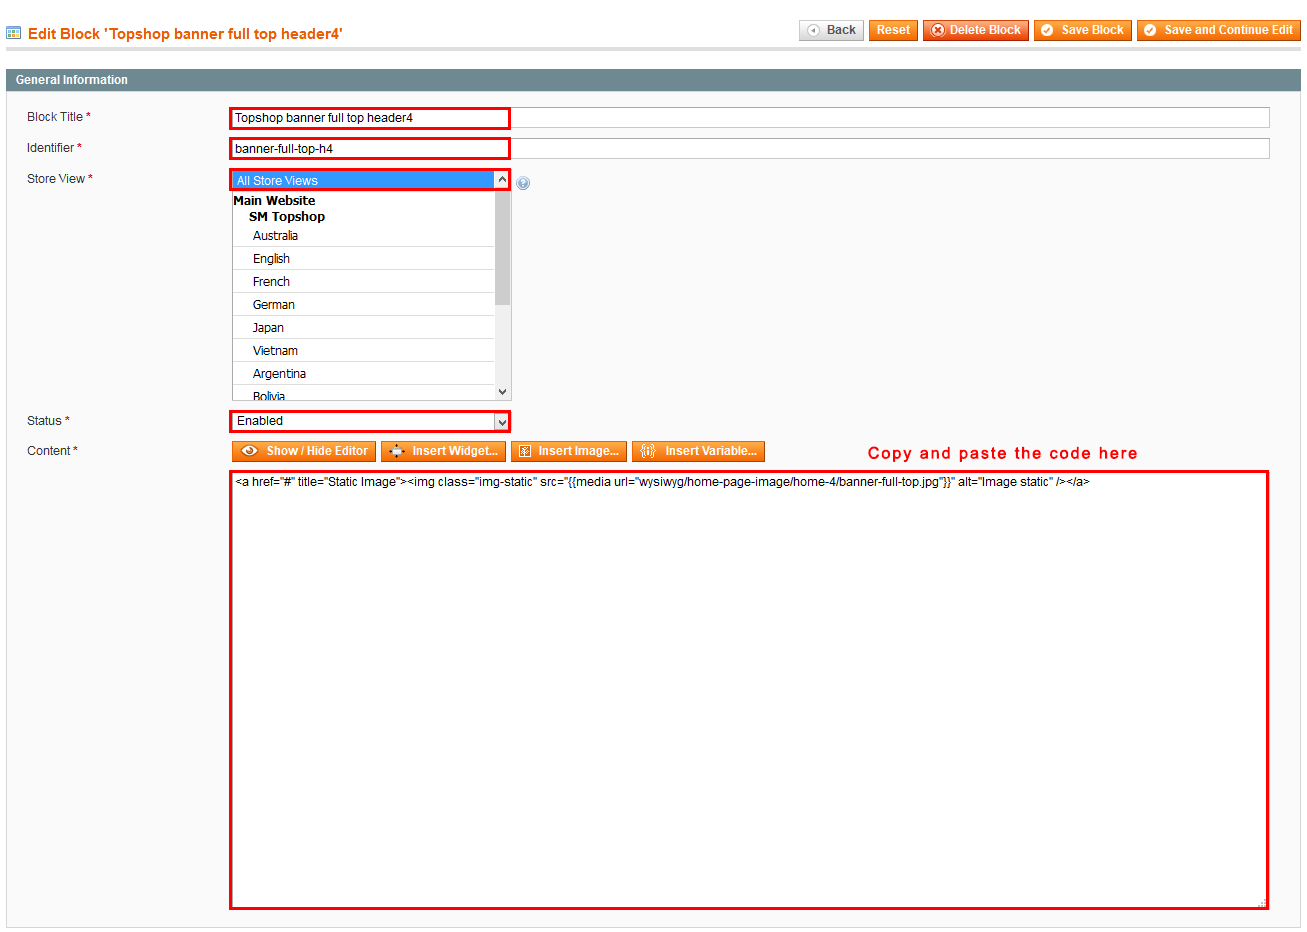 Edit Block 'Topshop banner full top header4'
Back Reset Delete Block Save Block Save and Continue Edit
General Information
Block Title * Topshop banner full top header4
Identifier * banner-full-top-h4
Store View * All Store Views
Main Website
SM Topshop
Australia
English
French
German
Japan
Vietnam
Argentina
Bolivia
Status * Enabled
Content * Show / Hide Editor Insert Widget... Insert Image... Insert Variable... Copy and paste the code here
<a href="#" title="Static Image"><img class="img-static" src="{{media url="wysiwyg/home-page-image/home-4/banner-full-top.jpg"}}" alt="Image static" /></a>